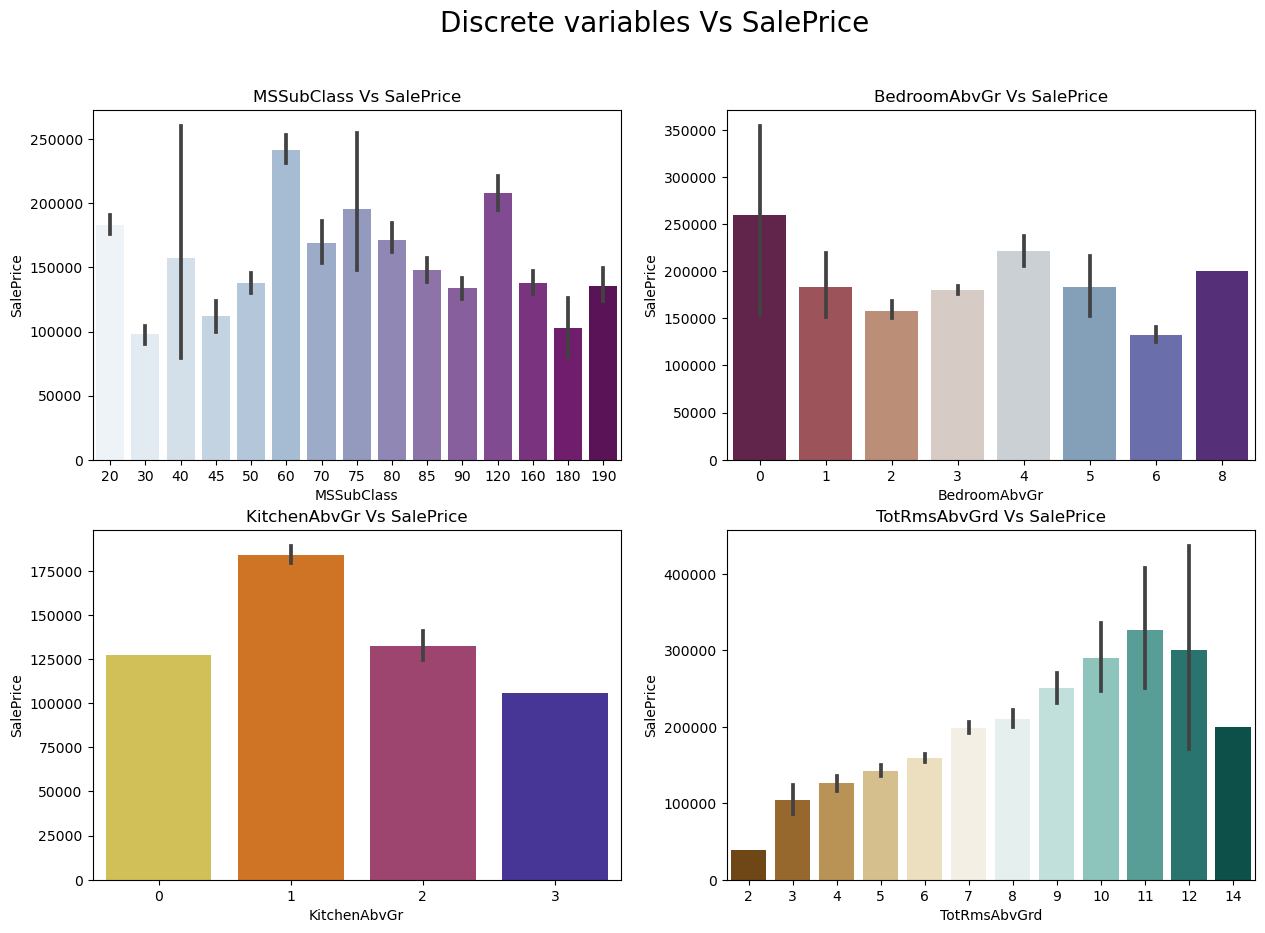 Discrete variables Vs SalePrice
MSSubClass Vs SalePrice
SalePrice
250000
200000
150000
100000
50000
0
20 30 40 45 50 60 70 75 80 85 90 120 160 180 190
MSSubClass
BedroomAbvGr Vs SalePrice
SalePrice
350000
300000
250000
200000
150000
100000
50000
0
0 1 2 3 4 5 6 8
BedroomAbvGr
KitchenAbvGr Vs SalePrice
SalePrice
175000
150000
125000
100000
75000
50000
25000
0
0 1 2 3
KitchenAbvGr
TotRmsAbvGrd Vs SalePrice
SalePrice
400000
300000
200000
100000
0
2 3 4 5 6 7 8 9 10 11 12 14
TotRmsAbvGrd